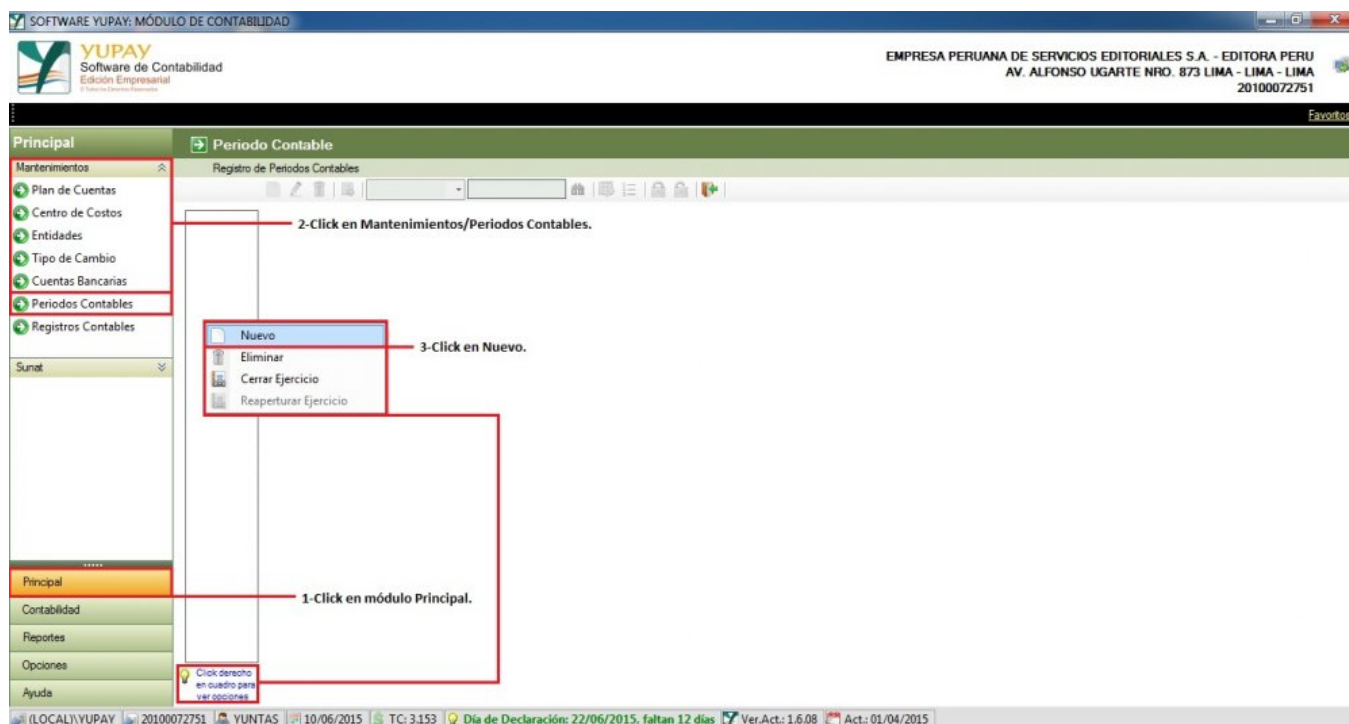 SOFTWARE YUPAY: MÓDULO DE CONTABILIDAD
YUPAY
Software de Contabilidad
Edición Empresarial
EMPRESA PERUANA DE SERVICIOS EDITORIALES S.A. - EDITORA PERU
AV. ALFONSO UGARTE NRO. 873 LIMA - LIMA - LIMA
20100072751
Favoritos
Principal
Periodo Contable
Mantenimientos
Registro de Periodos Contables
Plan de Cuentas
Centro de Costos
Entidades
Tipo de Cambio
Cuentas Bancarias
Periodos Contables
Registros Contables
Sunat
2-Click en Mantenimientos/Periodos Contables.
Nuevo
Eliminar
Cerrar Ejercicio
Reaperturar Ejercicio
3-Click en Nuevo.
Principal
Contabilidad
Reportes
Opciones
Ayuda
1-Click en módulo Principal.
Click derecho
en cuadro para
ver opciones
(LOCAL)\YUPAY 20100072751 YUNTAS 10/06/2015 TC: 3.153 Día de Declaración: 22/06/2015, faltan 12 días Ver.Act.: 1.6.08 Act.: 01/04/2015